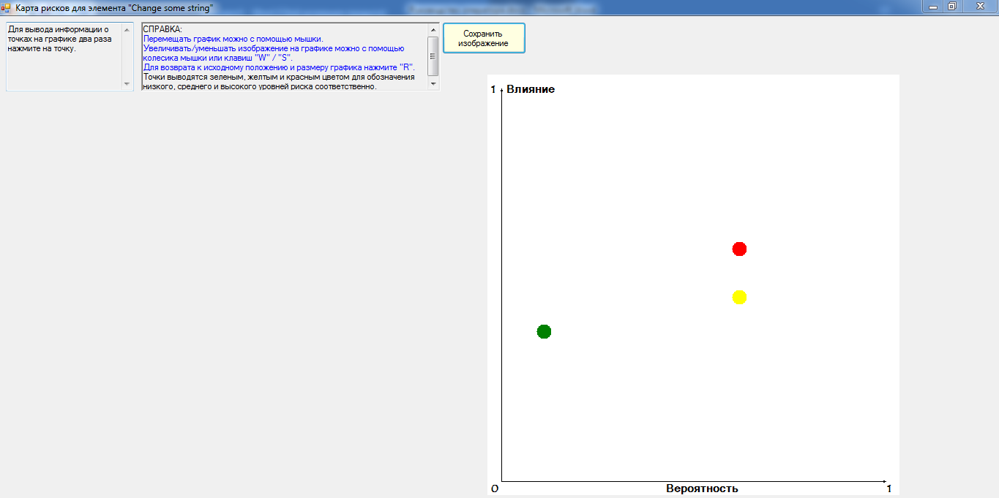 Карта рисков для элемента "Change some string"
Для вывода информации о
точках на графике два раза
нажмите на точку.
СПРАВКА:
Перемещать график можно с помощью мышки.
Увеличивать/уменьшать изображение на графике можно с помощью
колесика мышки или клавиш "W" / "S".
Для возврата к исходному положению и размеру графика нажмите "R".
Точки выводятся зеленым, желтым и красным цветом для обозначения
низкого, среднего и высокого уровней риска соответственно.
Сохранить
изображение
1 Влияние
0 Вероятность 1